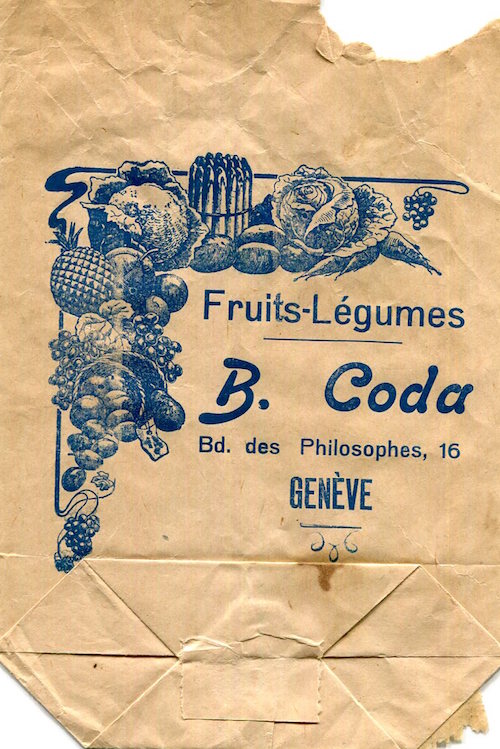 Fruits-Légumes
B. Coda
Bd. des Philosophes, 16
GENÈVE